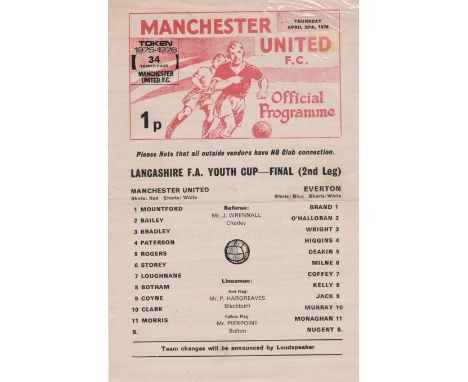 MANCHESTER
UNITED
F.C.
THURSDAY
APRIL 29th, 1976
TOKEN
1975-1976
34
THIRTY-FOUR
MANCHESTER
UNITED F.C.
Official
Programme
1p
Please Note that all outside vendors have NO Club connection.
LANGASHIRE F.A. YOUTH CUP—FINAL (2nd Leg)
MANCHESTER UNITED
Shirts: Red Shorts: White
1 MOUNTFORD
2 BAILEY
3 BRADLEY
4 PATERSON
5 ROGERS
6 STOREY
7 LOUGHNANE
8 BOTHAM
9 COYNE
10 CLARK
11 MORRIS
S.
Referee:
Mr. J. WRENNALL
Chorley
Linesmen:
Red Flag:
Mr. P. HARGREAVES
Blackburn
Yellow Flag:
Mr. PIERPOINT
Bolton
EVERTON
Shirts: Blue Shorts: White
BRAND 1
O'HALLORAN 2
WRIGHT 3
HIGGINS 4
DEAKIN 5
MILNE 6
COFFEY 7
KELLY 8
JACK 9
MURRAY 10
MONAGHAN 11
NUGENT S.
Team changes will be announced by Loudspeaker